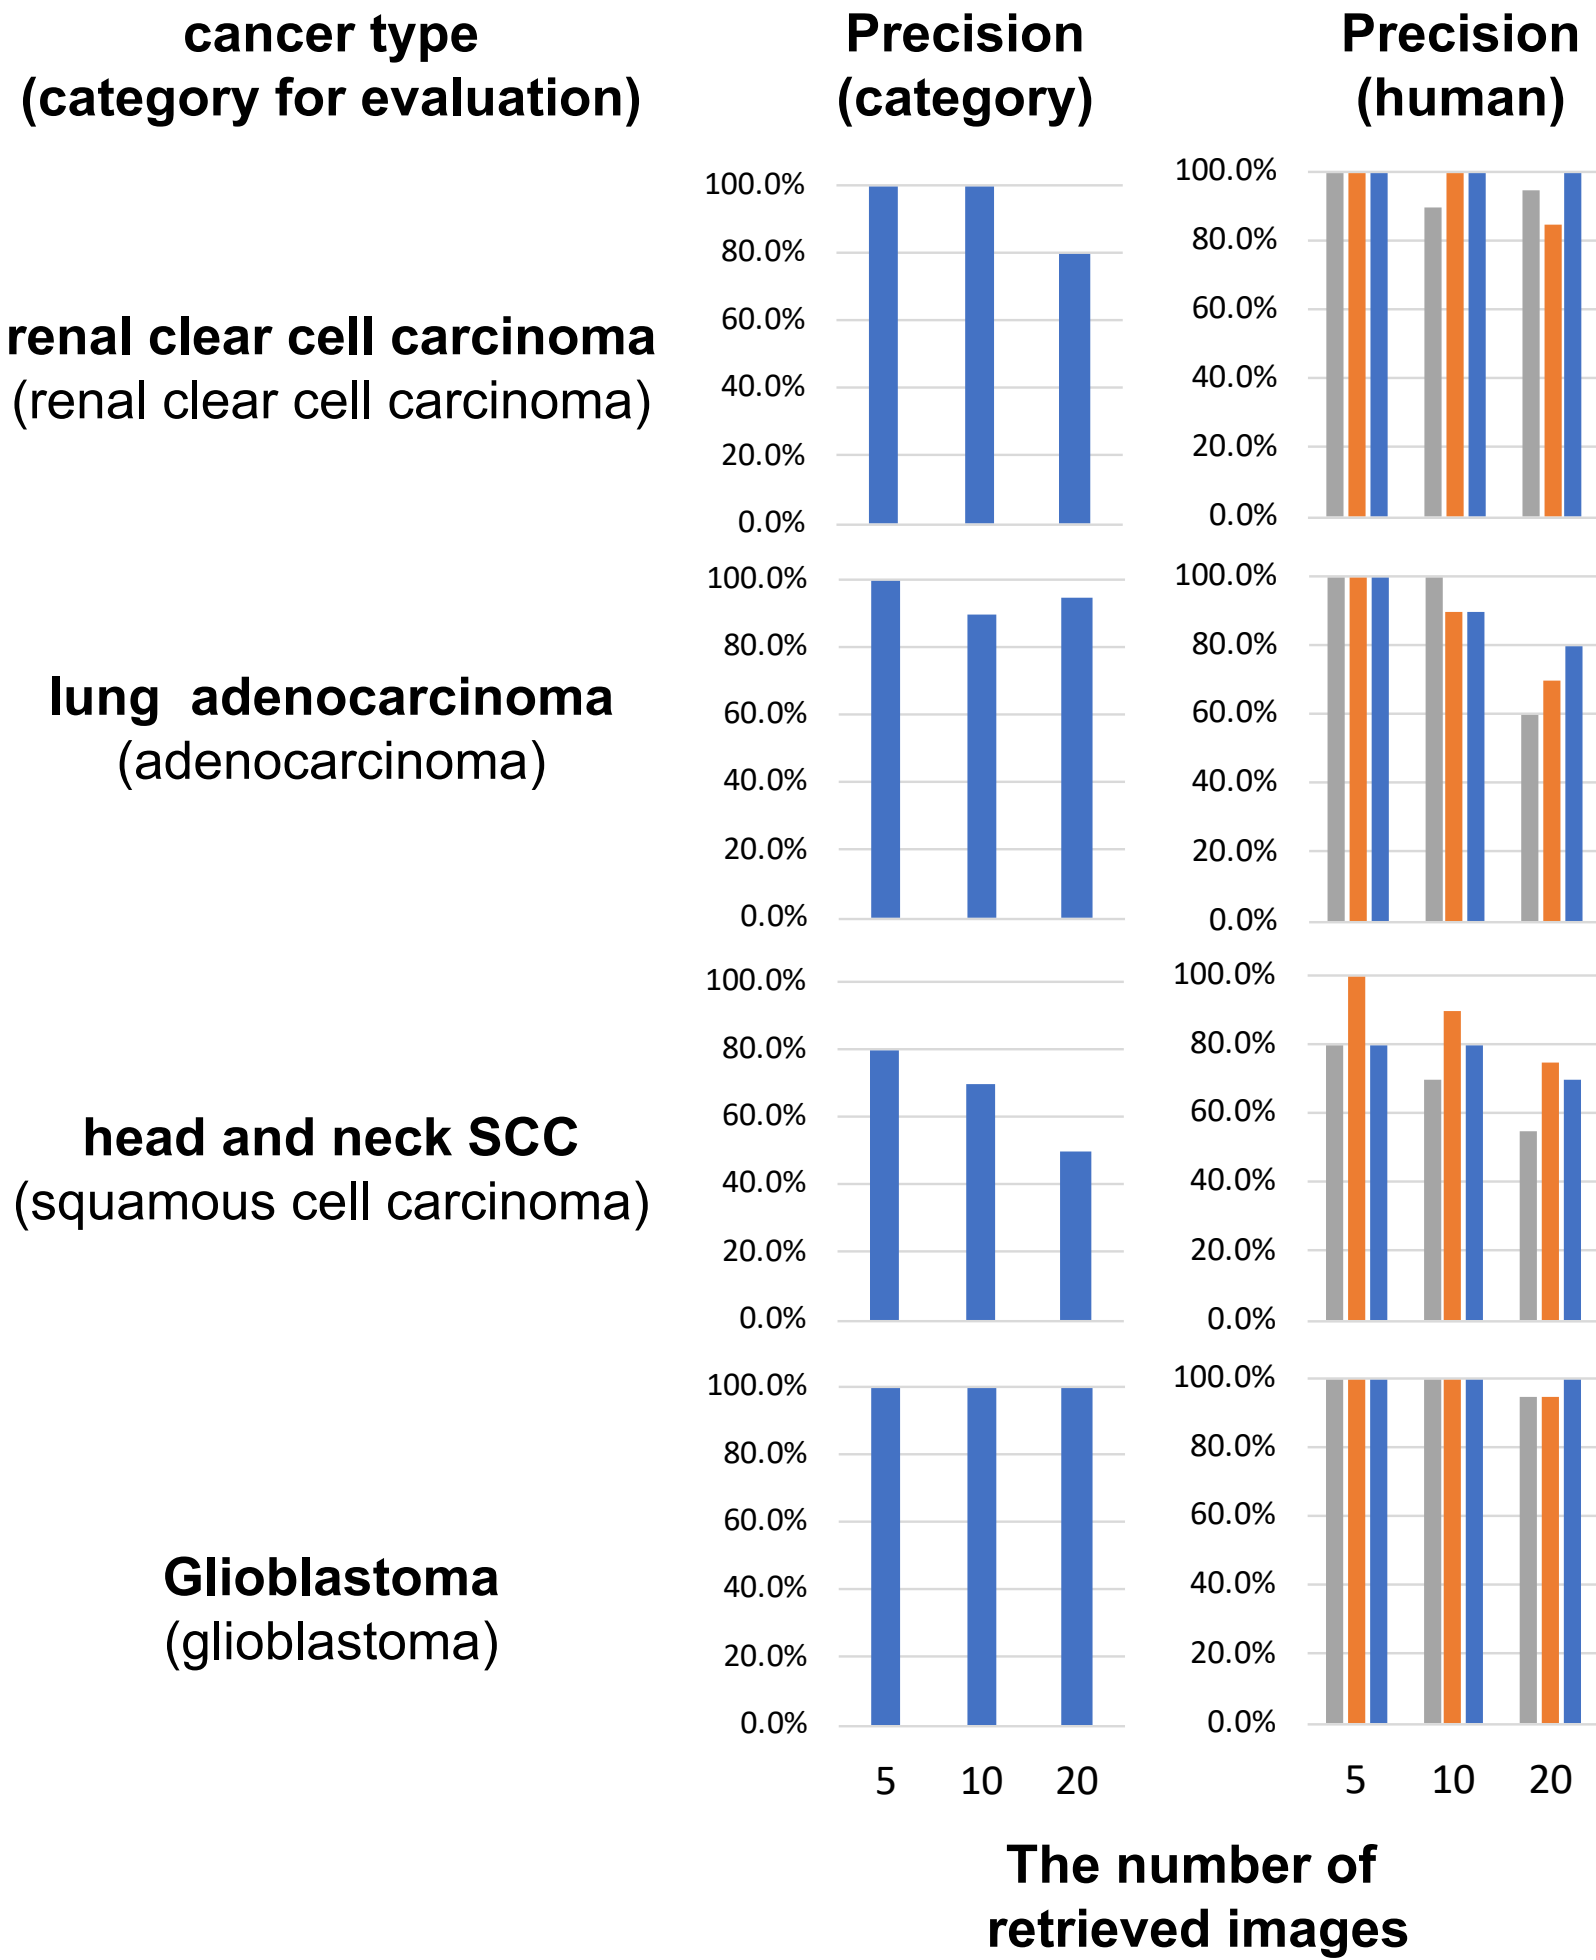 cancer type
(category for evaluation)
Precision
(category)
Precision
(human)
renal clear cell carcinoma
(renal clear cell carcinoma)
100.0%
80.0%
60.0%
40.0%
20.0%
0.0%
100.0%
80.0%
60.0%
40.0%
20.0%
0.0%
lung adenocarcinoma
(adenocarcinoma)
100.0%
80.0%
60.0%
40.0%
20.0%
0.0%
100.0%
80.0%
60.0%
40.0%
20.0%
0.0%
head and neck SCC
(squamous cell carcinoma)
100.0%
80.0%
60.0%
40.0%
20.0%
0.0%
100.0%
80.0%
60.0%
40.0%
20.0%
0.0%
Glioblastoma
(glioblastoma)
100.0%
80.0%
60.0%
40.0%
20.0%
0.0%
100.0%
80.0%
60.0%
40.0%
20.0%
0.0%
5 10 20
5 10 20
The number of
retrieved images